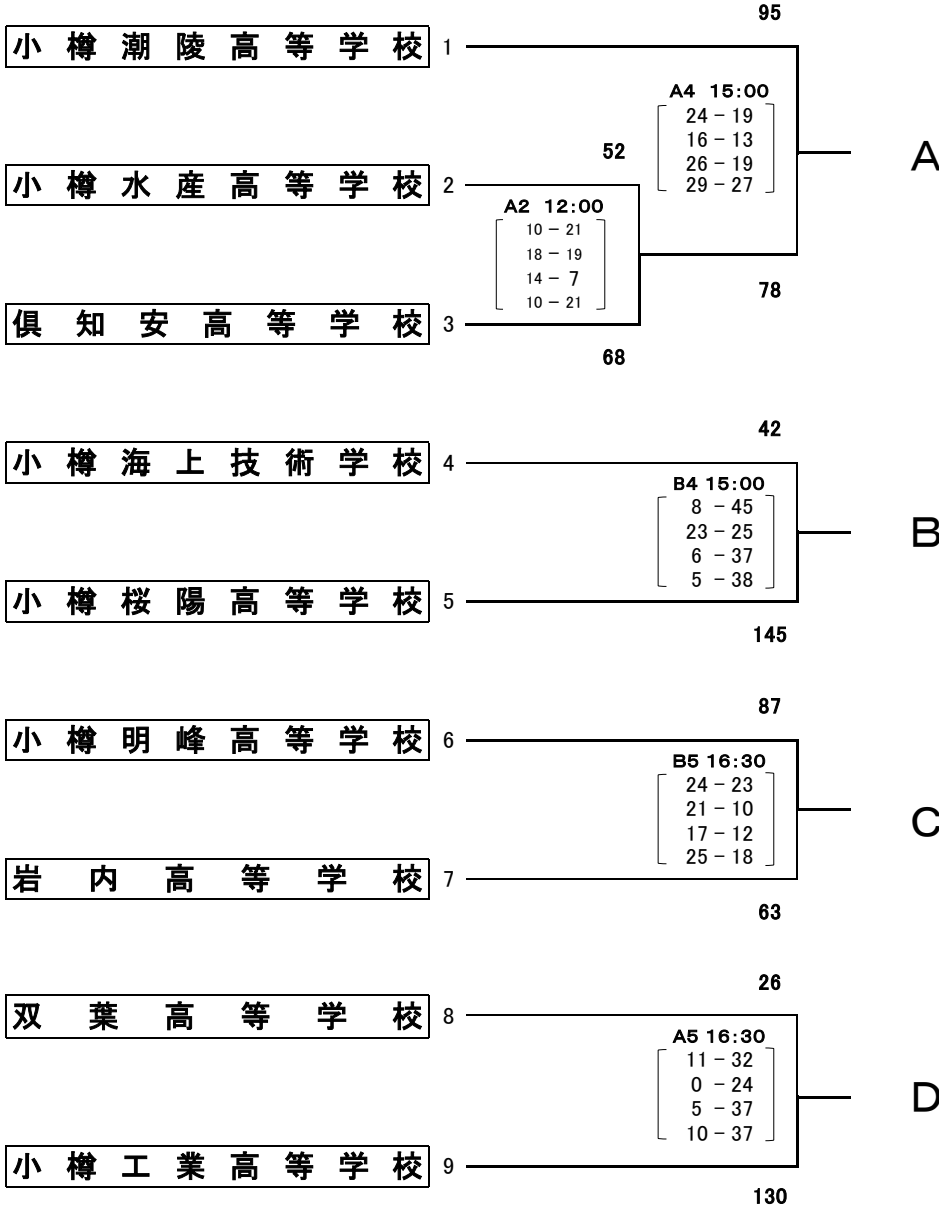 95
小樽潮陵高等学校 1
A4 15:00
24 - 19
16 - 13
26 - 19
29 - 27
A
52
小樽水産高等学校 2
A2 12:00
10 - 21
18 - 19
14 - 7
10 - 21
78
倶知安高等学校 3
68
42
小樽海上技術学校 4
B4 15:00
8 - 45
23 - 25
6 - 37
5 - 38
B
小樽桜陽高等学校 5
145
87
小樽明峰高等学校 6
B5 16:30
24 - 23
21 - 10
17 - 12
25 - 18
C
岩内高等学校 7
63
26
双葉高等学校 8
A5 16:30
11 - 32
0 - 24
5 - 37
10 - 37
D
小樽工業高等学校 9
130